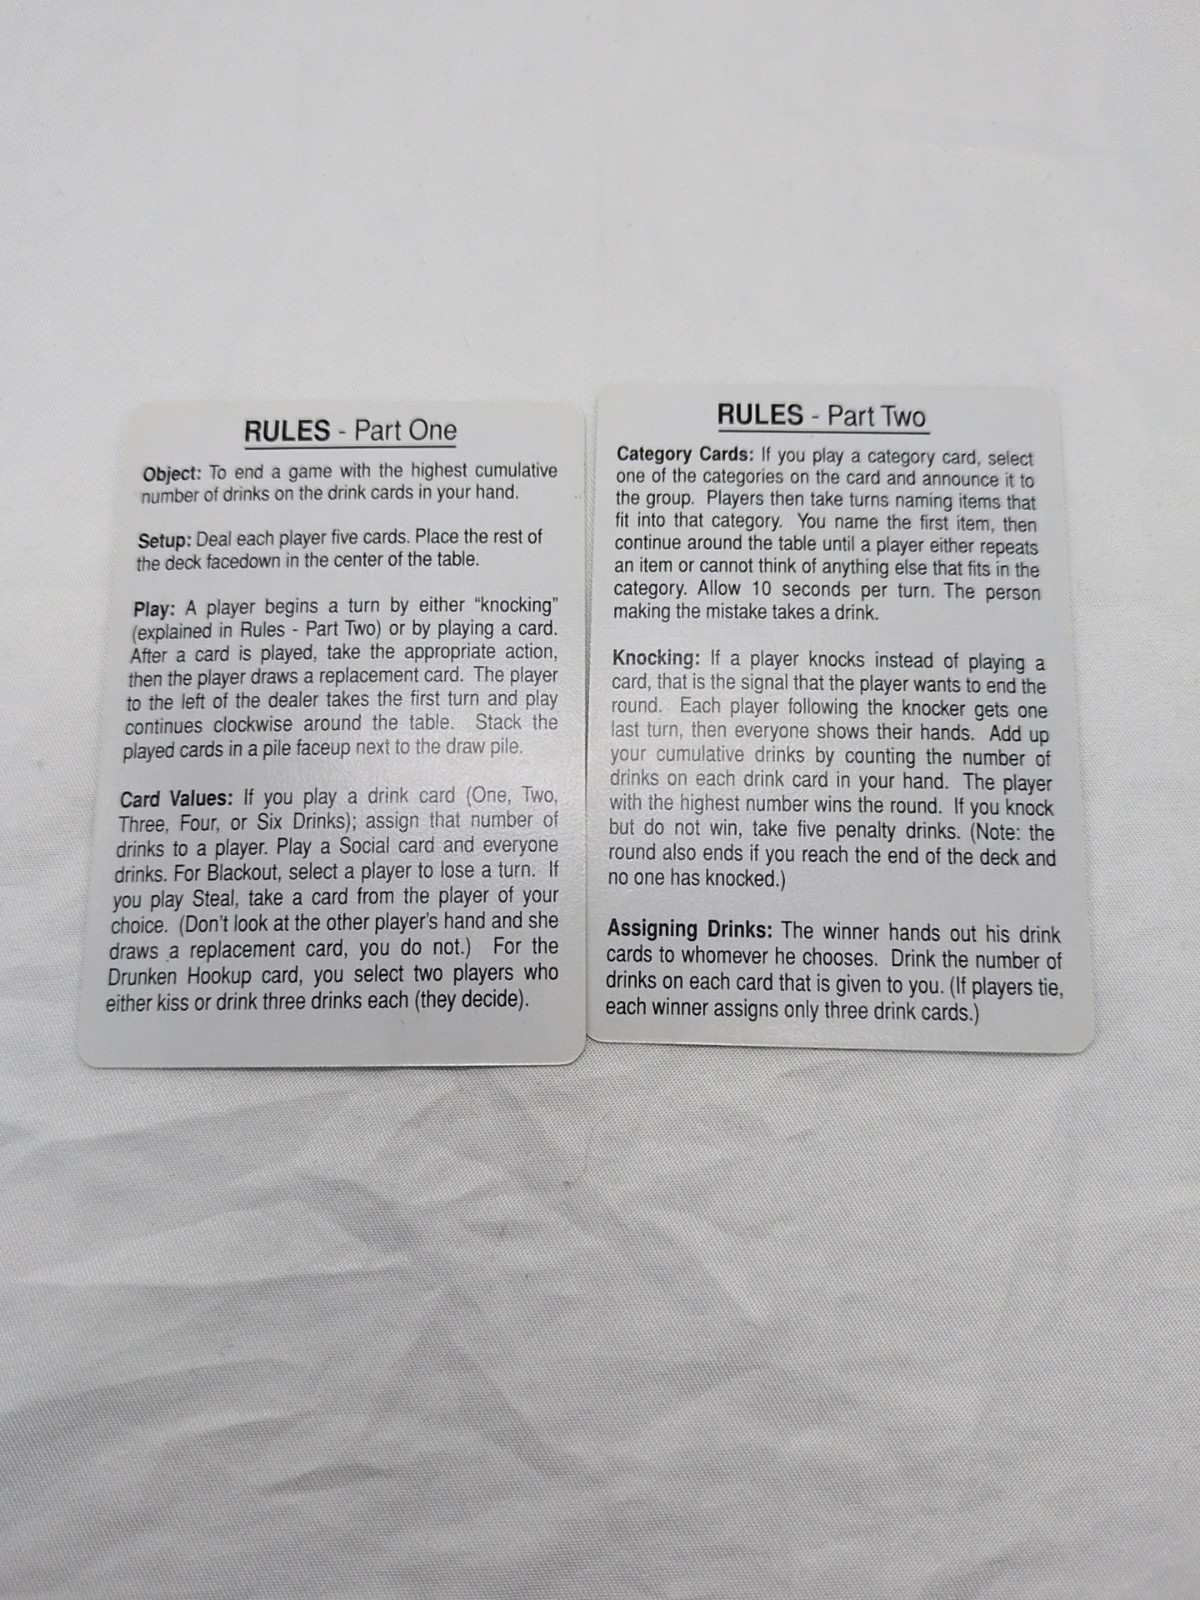 RULES - Part One
Object: To end a game with the highest cumulative
number of drinks on the drink cards in your hand.
Setup: Deal each player five cards. Place the rest of
the deck facedown in the center of the table.
Play: A player begins a turn by either “knocking”
(explained in Rules - Part Two) or by playing a card.
After a card is played, take the appropriate action,
then the player draws a replacement card. The player
to the left of the dealer takes the first turn and play
continues clockwise around the table. Stack the
played cards in a pile faceup next to the draw pile.
Card Values: If you play a drink card (One, Two,
Three, Four, or Six Drinks); assign that number of
drinks to a player. Play a Social card and everyone
drinks. For Blackout, select a player to lose a turn. If
you play Steal, take a card from the player of your
choice. (Don't look at the other player's hand and she
draws a replacement card, you do not.) For the
Drunken Hookup card, you select two players who
either kiss or drink three drinks each (they decide).
RULES - Part Two
Category Cards: If you play a category card, select
one of the categories on the card and announce it to
the group. Players then take turns naming items that
fit into that category. You name the first item, then
continue around the table until a player either repeats
an item or cannot think of anything else that fits in the
category. Allow 10 seconds per turn. The person
making the mistake takes a drink.
Knocking: If a player knocks instead of playing a
card, that is the signal that the player wants to end the
round. Each player following the knocker gets one
last turn, then everyone shows their hands. Add up
your cumulative drinks by counting the number of
drinks on each drink card in your hand. The player
with the highest number wins the round. If you knock
but do not win, take five penalty drinks. (Note: the
round also ends if you reach the end of the deck and
no one has knocked.)
Assigning Drinks: The winner hands out his drink
cards to whomever he chooses. Drink the number of
drinks on each card that is given to you. (If players tie,
each winner assigns only three drink cards.)